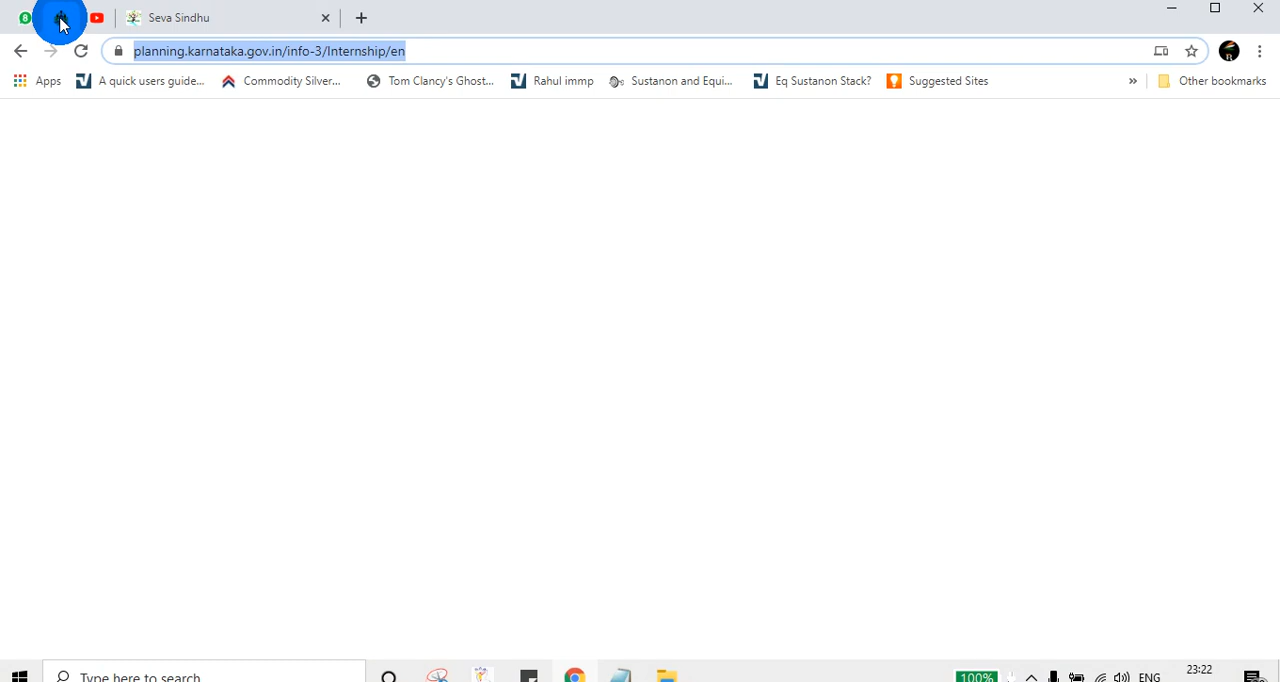 8 Seva Sindhu
planning.karnataka.gov.in/info-3/Internship/en
Apps A quick users guide... Commodity Silver... Tom Clancy's Ghost... Rahul immp Sustanon and Equi... Eq Sustanon Stack? Suggested Sites » Other bookmarks
Type here to search 100% ENG 23:22